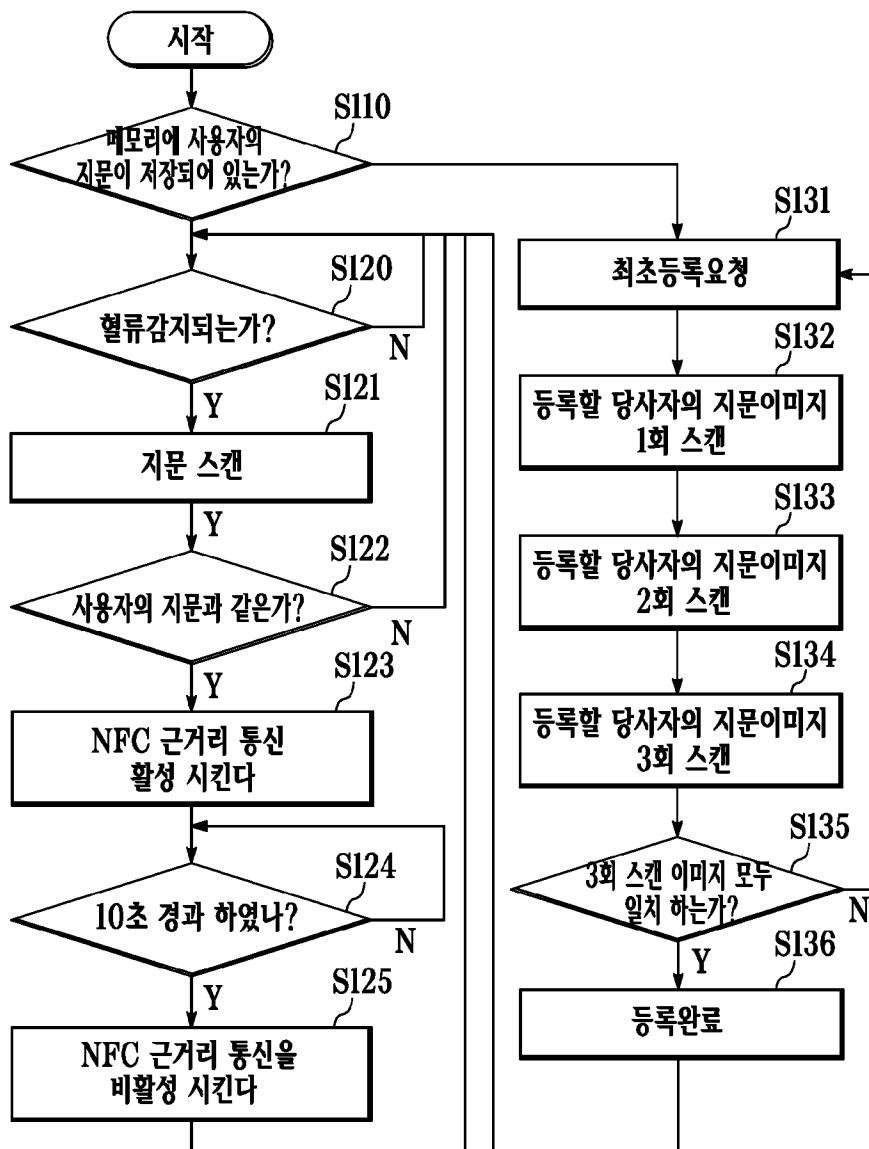 시작
S110
메모리에 사용자의
지문이 저장되어 있는가?
S120
혈류감지되는가?
N
Y
S121
지문 스캔
Y
S122
사용자의 지문과 같은가?
N
Y
S123
NFC 근거리 통신
활성 시킨다
S124
10초 경과 하였나?
N
Y
S125
NFC 근거리 통신을
비활성 시킨다
S131
최초등록요청
S132
등록할 당사자의 지문이미지
1회 스캔
S133
등록할 당사자의 지문이미지
2회 스캔
S134
등록할 당사자의 지문이미지
3회 스캔
S135
3회 스캔 이미지 모두
일치 하는가?
N
Y
S136
등록완료